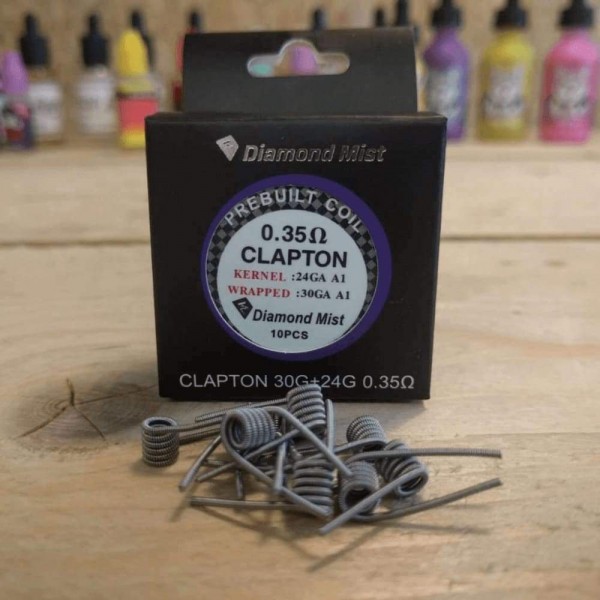 Diamond Mist
PREBUILT COIL
0.35Ω
CLAPTON
KERNEL :24GA A1
WRAPPED :30GA A1
Diamond Mist
10PCS
CLAPTON 30G+24G 0.35Ω